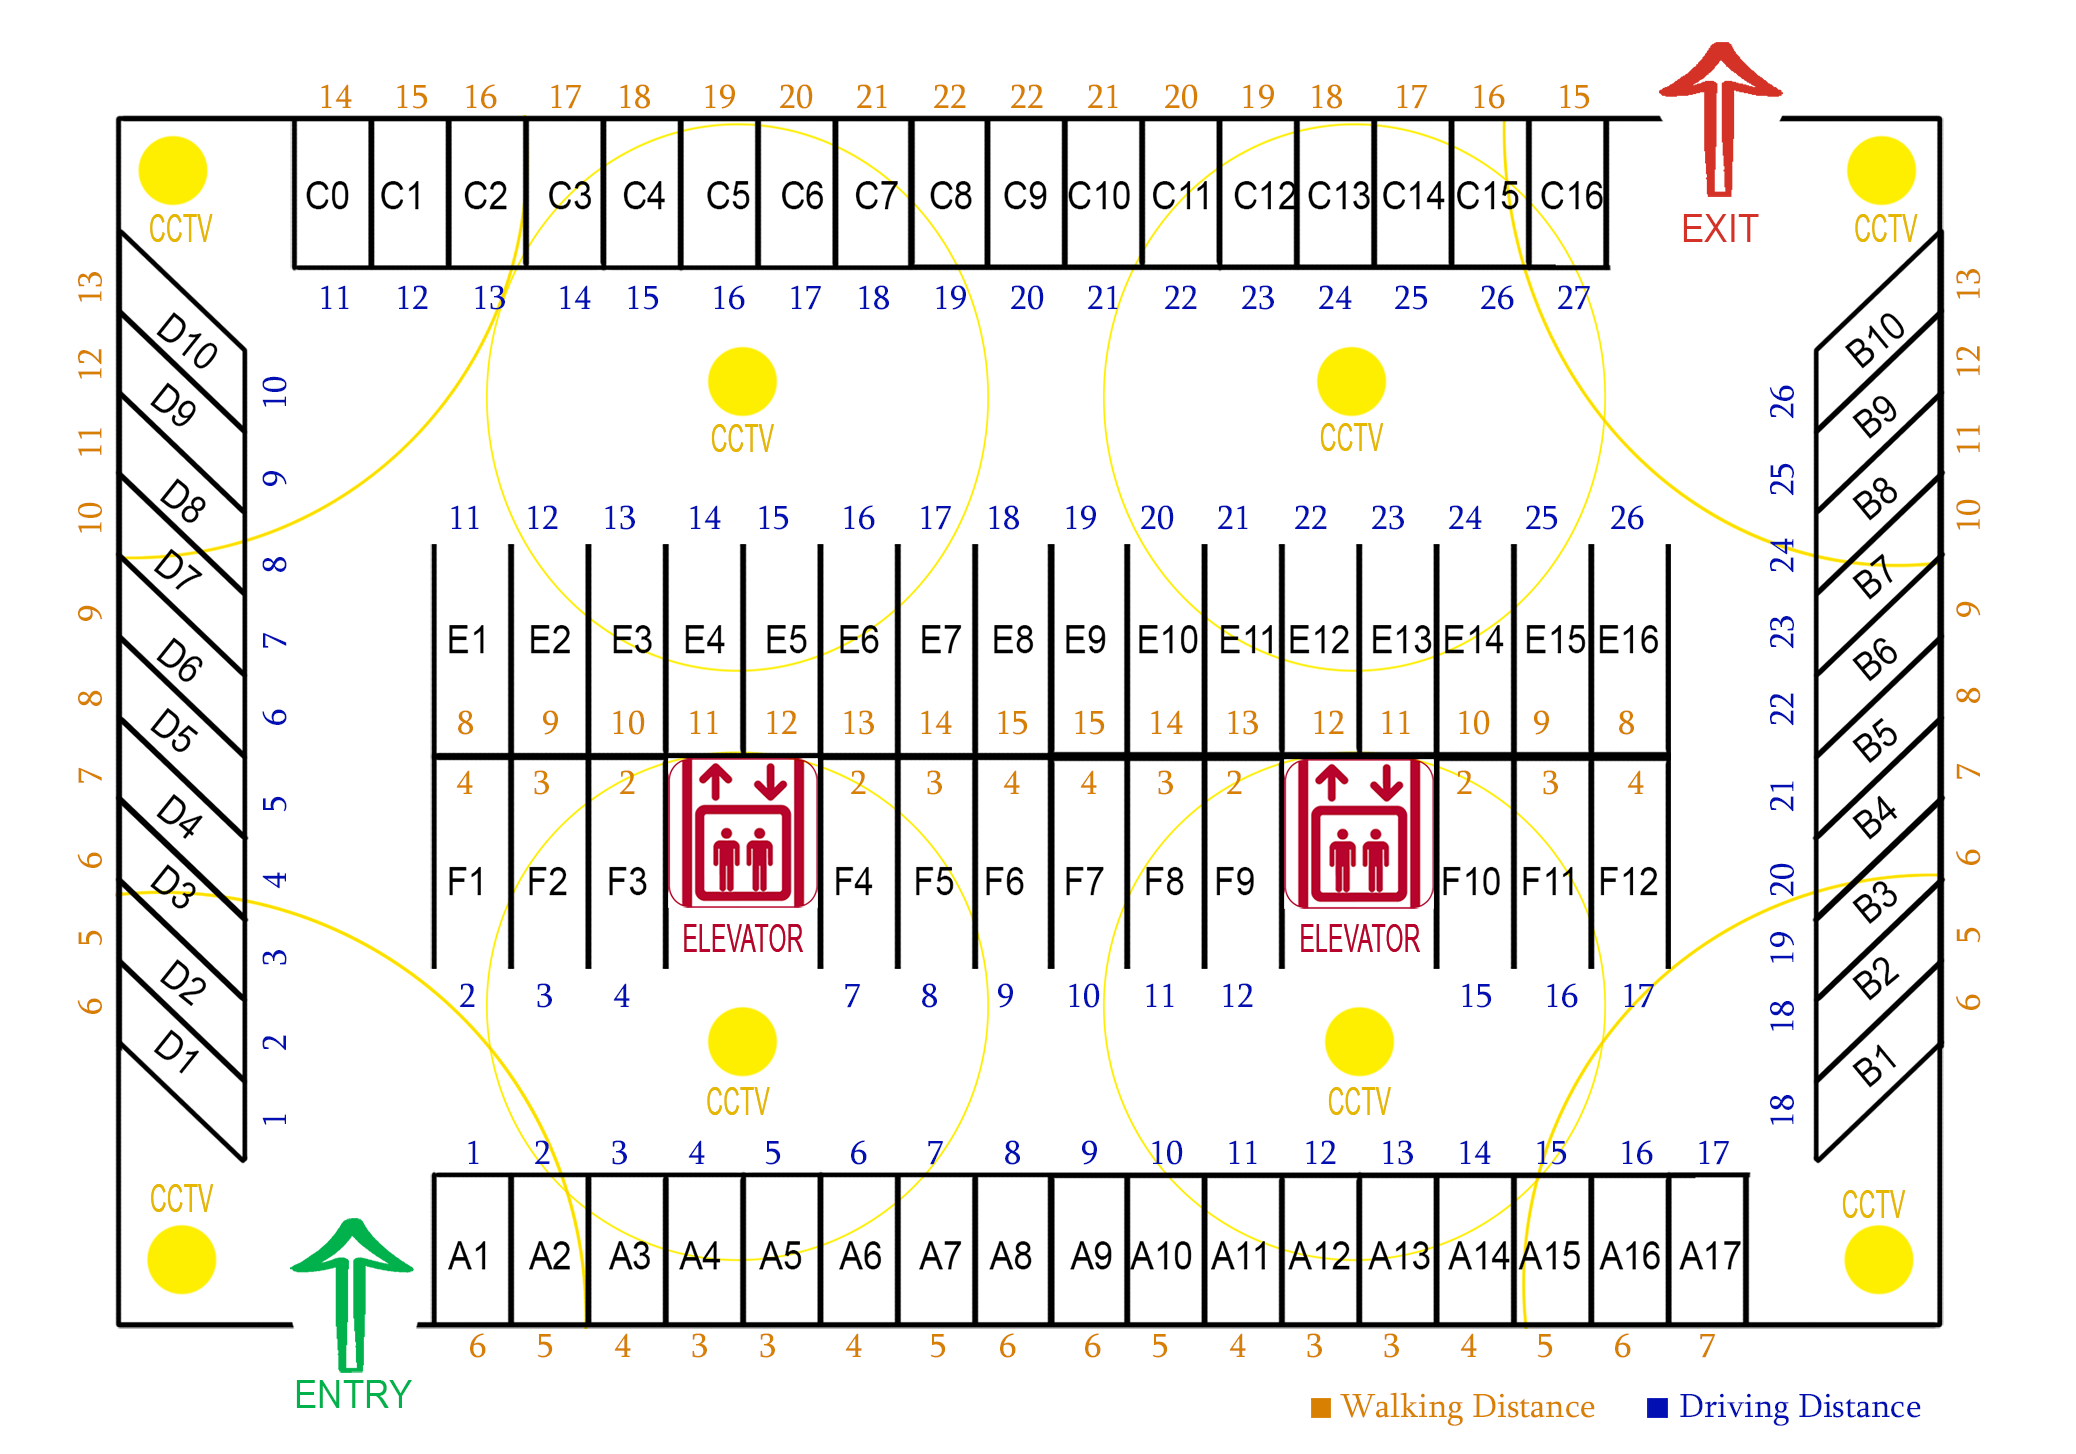 14 15 16 17 18 19 20 21 22 22 21 20 19 18 17 16 15
C0 C1 C2 C3 C4 C5 C6 C7 C8 C9 C10 C11 C12 C13 C14 C15 C16
CCTV
EXIT
CCTV
11 12 13 14 15 16 17 18 19 20 21 22 23 24 25 26 27
13 12 11 10 9 8 7 6 5 6
D10
D9
D8
D7
D6
D5
D4
D3
D2
D1
10 9 8 7 6 5 4 3 2 1
CCTV
CCTV
11 12 13 14 15 16 17 18 19 20 21 22 23 24 25 26
E1 E2 E3 E4 E5 E6 E7 E8 E9 E10 E11 E12 E13 E14 E15 E16
8 9 10 11 12 13 14 15 15 14 13 12 11 10 9 8
4 3 2 2 3 4 4 3 2 2 3 4
F1 F2 F3 F4 F5 F6 F7 F8 F9 F10 F11 F12
ELEVATOR
ELEVATOR
2 3 4 7 8 9 10 11 12 15 16 17
CCTV
CCTV
26 25 24 23 22 21 20 19 18 18
B10
B9
B8
B7
B6
B5
B4
B3
B2
B1
13 12 11 10 9 8 7 6 5 6
1 2 3 4 5 6 7 8 9 10 11 12 13 14 15 16 17
CCTV
CCTV
A1 A2 A3 A4 A5 A6 A7 A8 A9 A10 A11 A12 A13 A14 A15 A16 A17
6 5 4 3 3 4 5 6 6 5 4 3 3 4 5 6 7
ENTRY
Walking Distance
Driving Distance